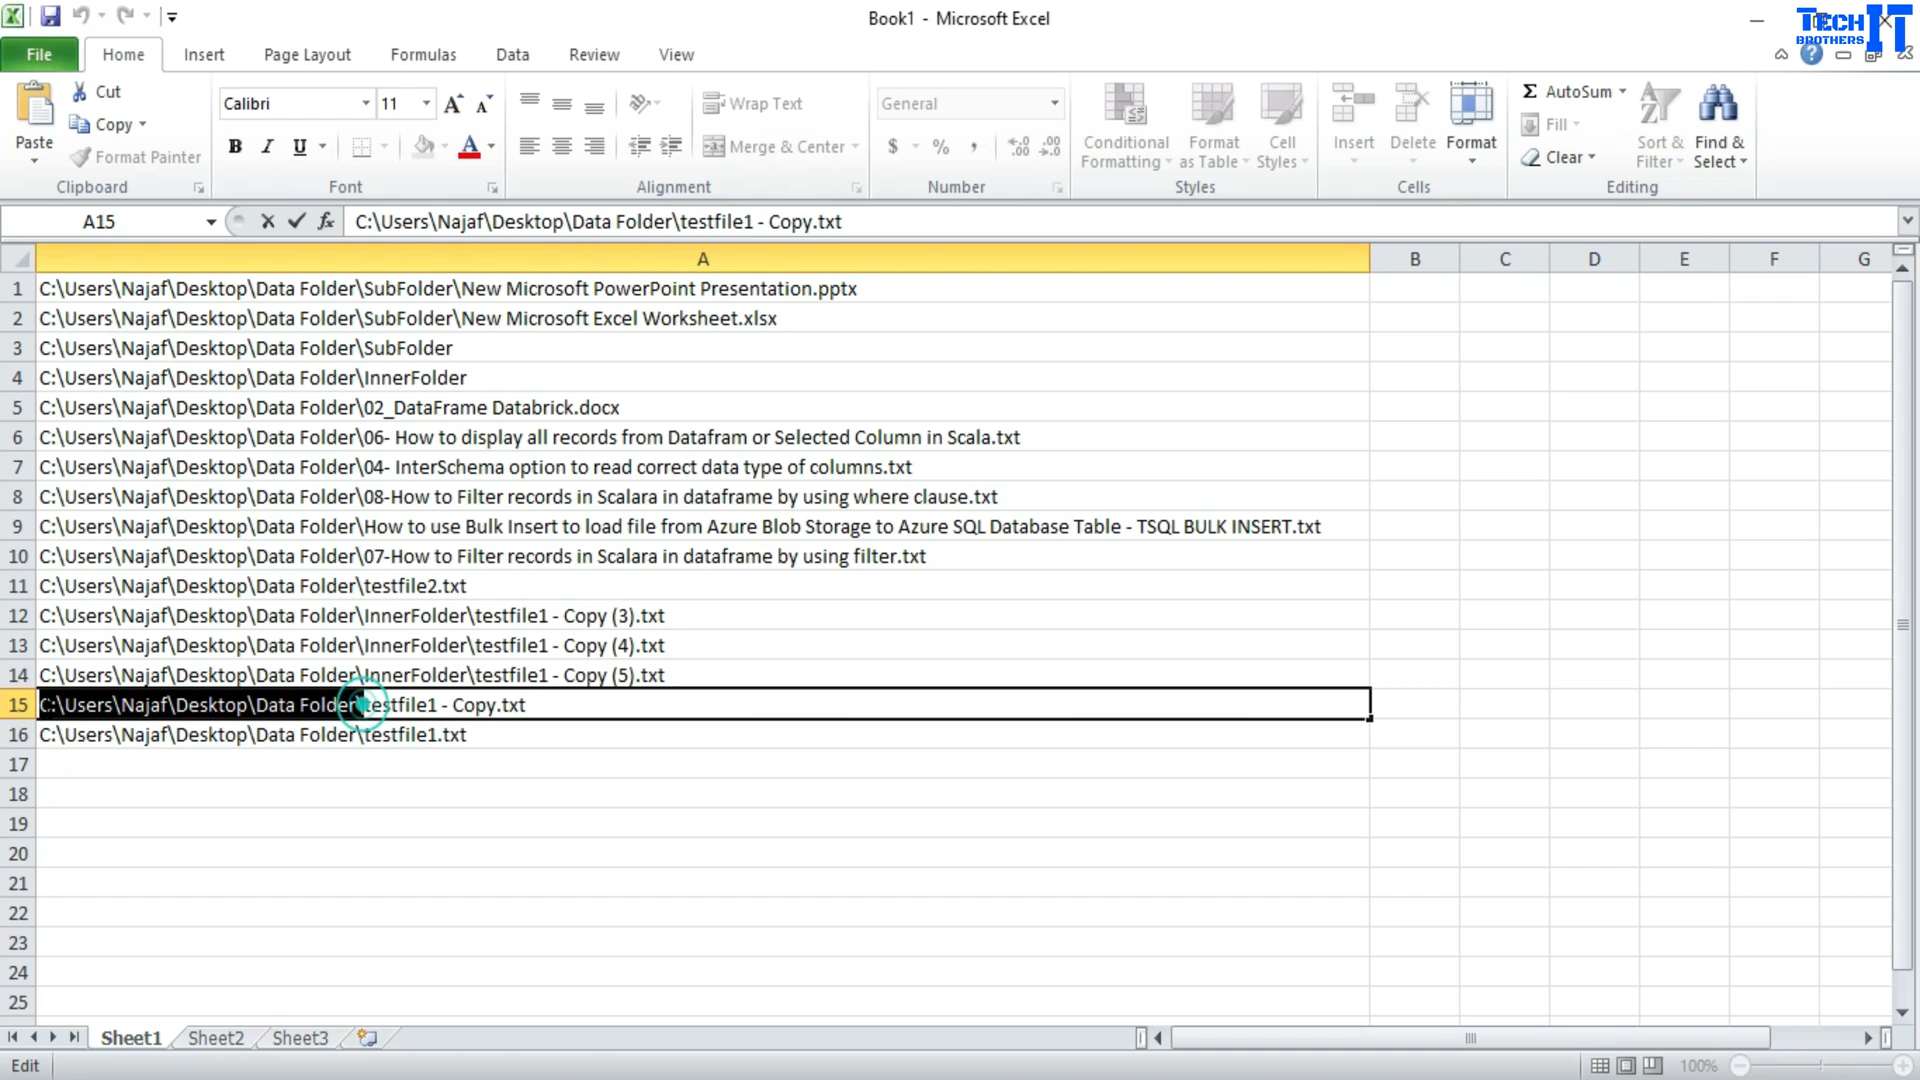 Book1 - Microsoft Excel
TECH IT
BROTHERS
File Home Insert Page Layout Formulas Data Review View
Paste
Cut
Copy
Format Painter
Clipboard
Calibri 11 A A
B I U A
Font
Wrap Text
Merge & Center
Alignment
General
$ % , .00 .00
Number
Conditional Formatting
Format as Table
Cell Styles
Styles
Insert Delete Format
Cells
Σ AutoSum
Fill
Clear
Sort & Filter
Find & Select
Editing
A15 fx C:\Users\Najaf\Desktop\Data Folder\testfile1 - Copy.txt
A B C D E F G
1 C:\Users\Najaf\Desktop\Data Folder\SubFolder\New Microsoft PowerPoint Presentation.pptx
2 C:\Users\Najaf\Desktop\Data Folder\SubFolder\New Microsoft Excel Worksheet.xlsx
3 C:\Users\Najaf\Desktop\Data Folder\SubFolder
4 C:\Users\Najaf\Desktop\Data Folder\InnerFolder
5 C:\Users\Najaf\Desktop\Data Folder\02_DataFrame Databrick.docx
6 C:\Users\Najaf\Desktop\Data Folder\06- How to display all records from Datafram or Selected Column in Scala.txt
7 C:\Users\Najaf\Desktop\Data Folder\04- InterSchema option to read correct data type of columns.txt
8 C:\Users\Najaf\Desktop\Data Folder\08-How to Filter records in Scalara in dataframe by using where clause.txt
9 C:\Users\Najaf\Desktop\Data Folder\How to use Bulk Insert to load file from Azure Blob Storage to Azure SQL Database Table - TSQL BULK INSERT.txt
10 C:\Users\Najaf\Desktop\Data Folder\07-How to Filter records in Scalara in dataframe by using filter.txt
11 C:\Users\Najaf\Desktop\Data Folder\testfile2.txt
12 C:\Users\Najaf\Desktop\Data Folder\InnerFolder\testfile1 - Copy (3).txt
13 C:\Users\Najaf\Desktop\Data Folder\InnerFolder\testfile1 - Copy (4).txt
14 C:\Users\Najaf\Desktop\Data Folder\InnerFolder\testfile1 - Copy (5).txt
15 C:\Users\Najaf\Desktop\Data Folder\testfile1 - Copy.txt
16 C:\Users\Najaf\Desktop\Data Folder\testfile1.txt
17
18
19
20
21
22
23
24
25
Sheet1 Sheet2 Sheet3
Edit 100%